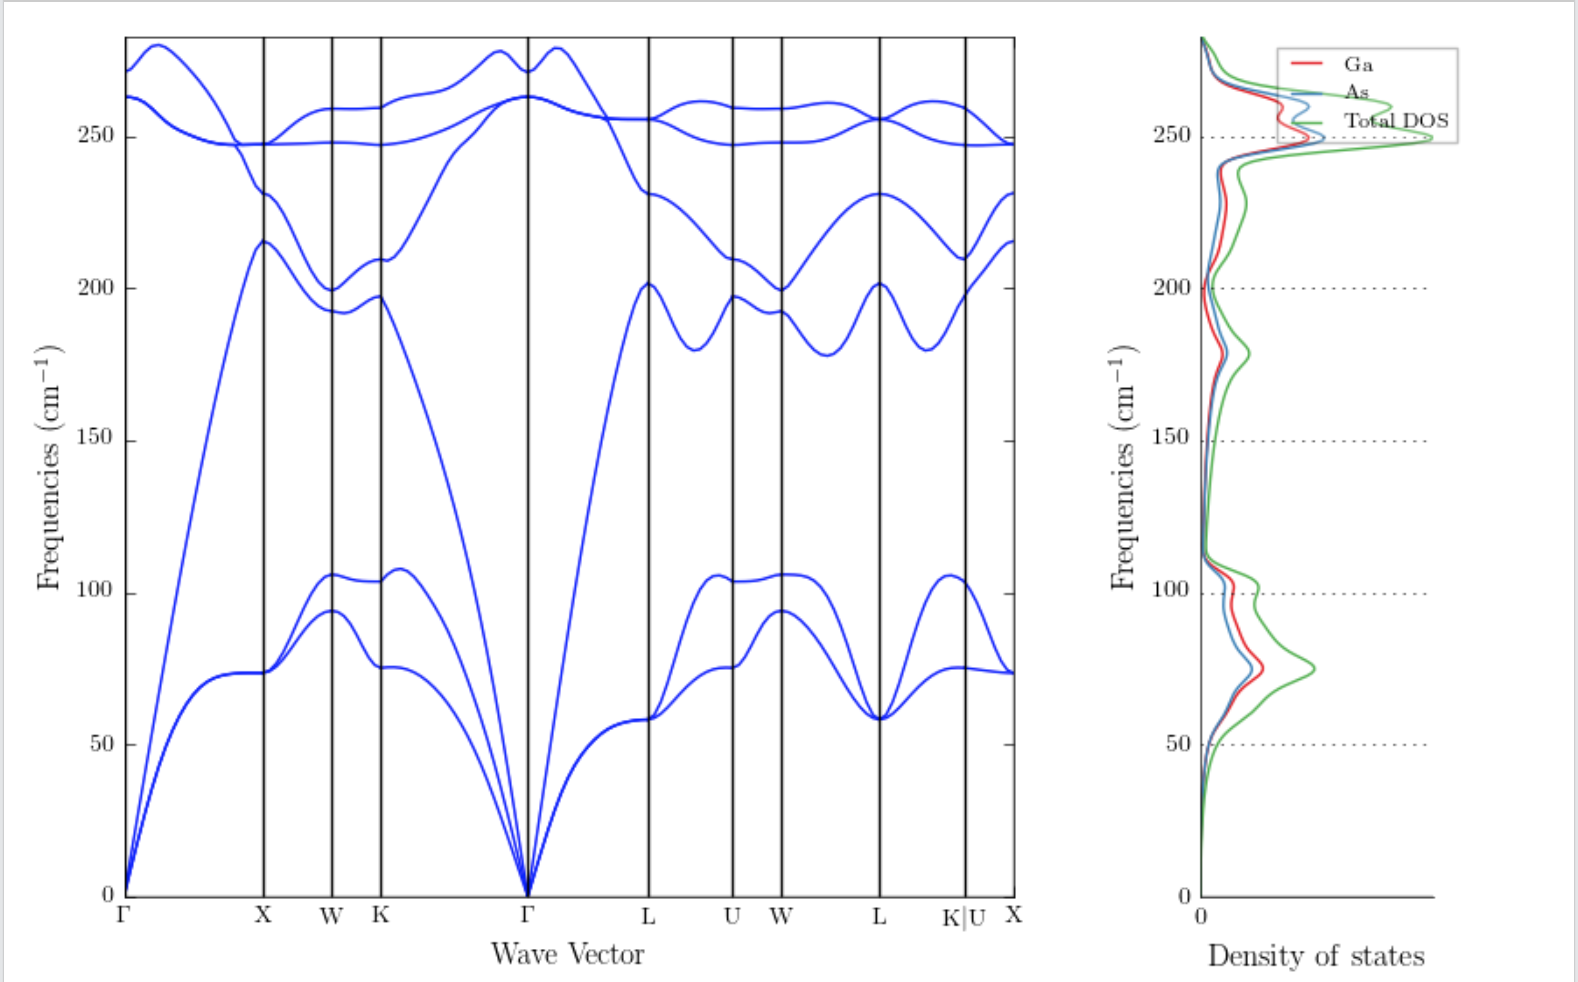 Frequencies (cm⁻¹)
250
200
150
100
50
0
Γ X W K Γ L U W L K|U X
Wave Vector
Frequencies (cm⁻¹)
250
200
150
100
50
0
0
Density of states
Ga
As
Total DOS